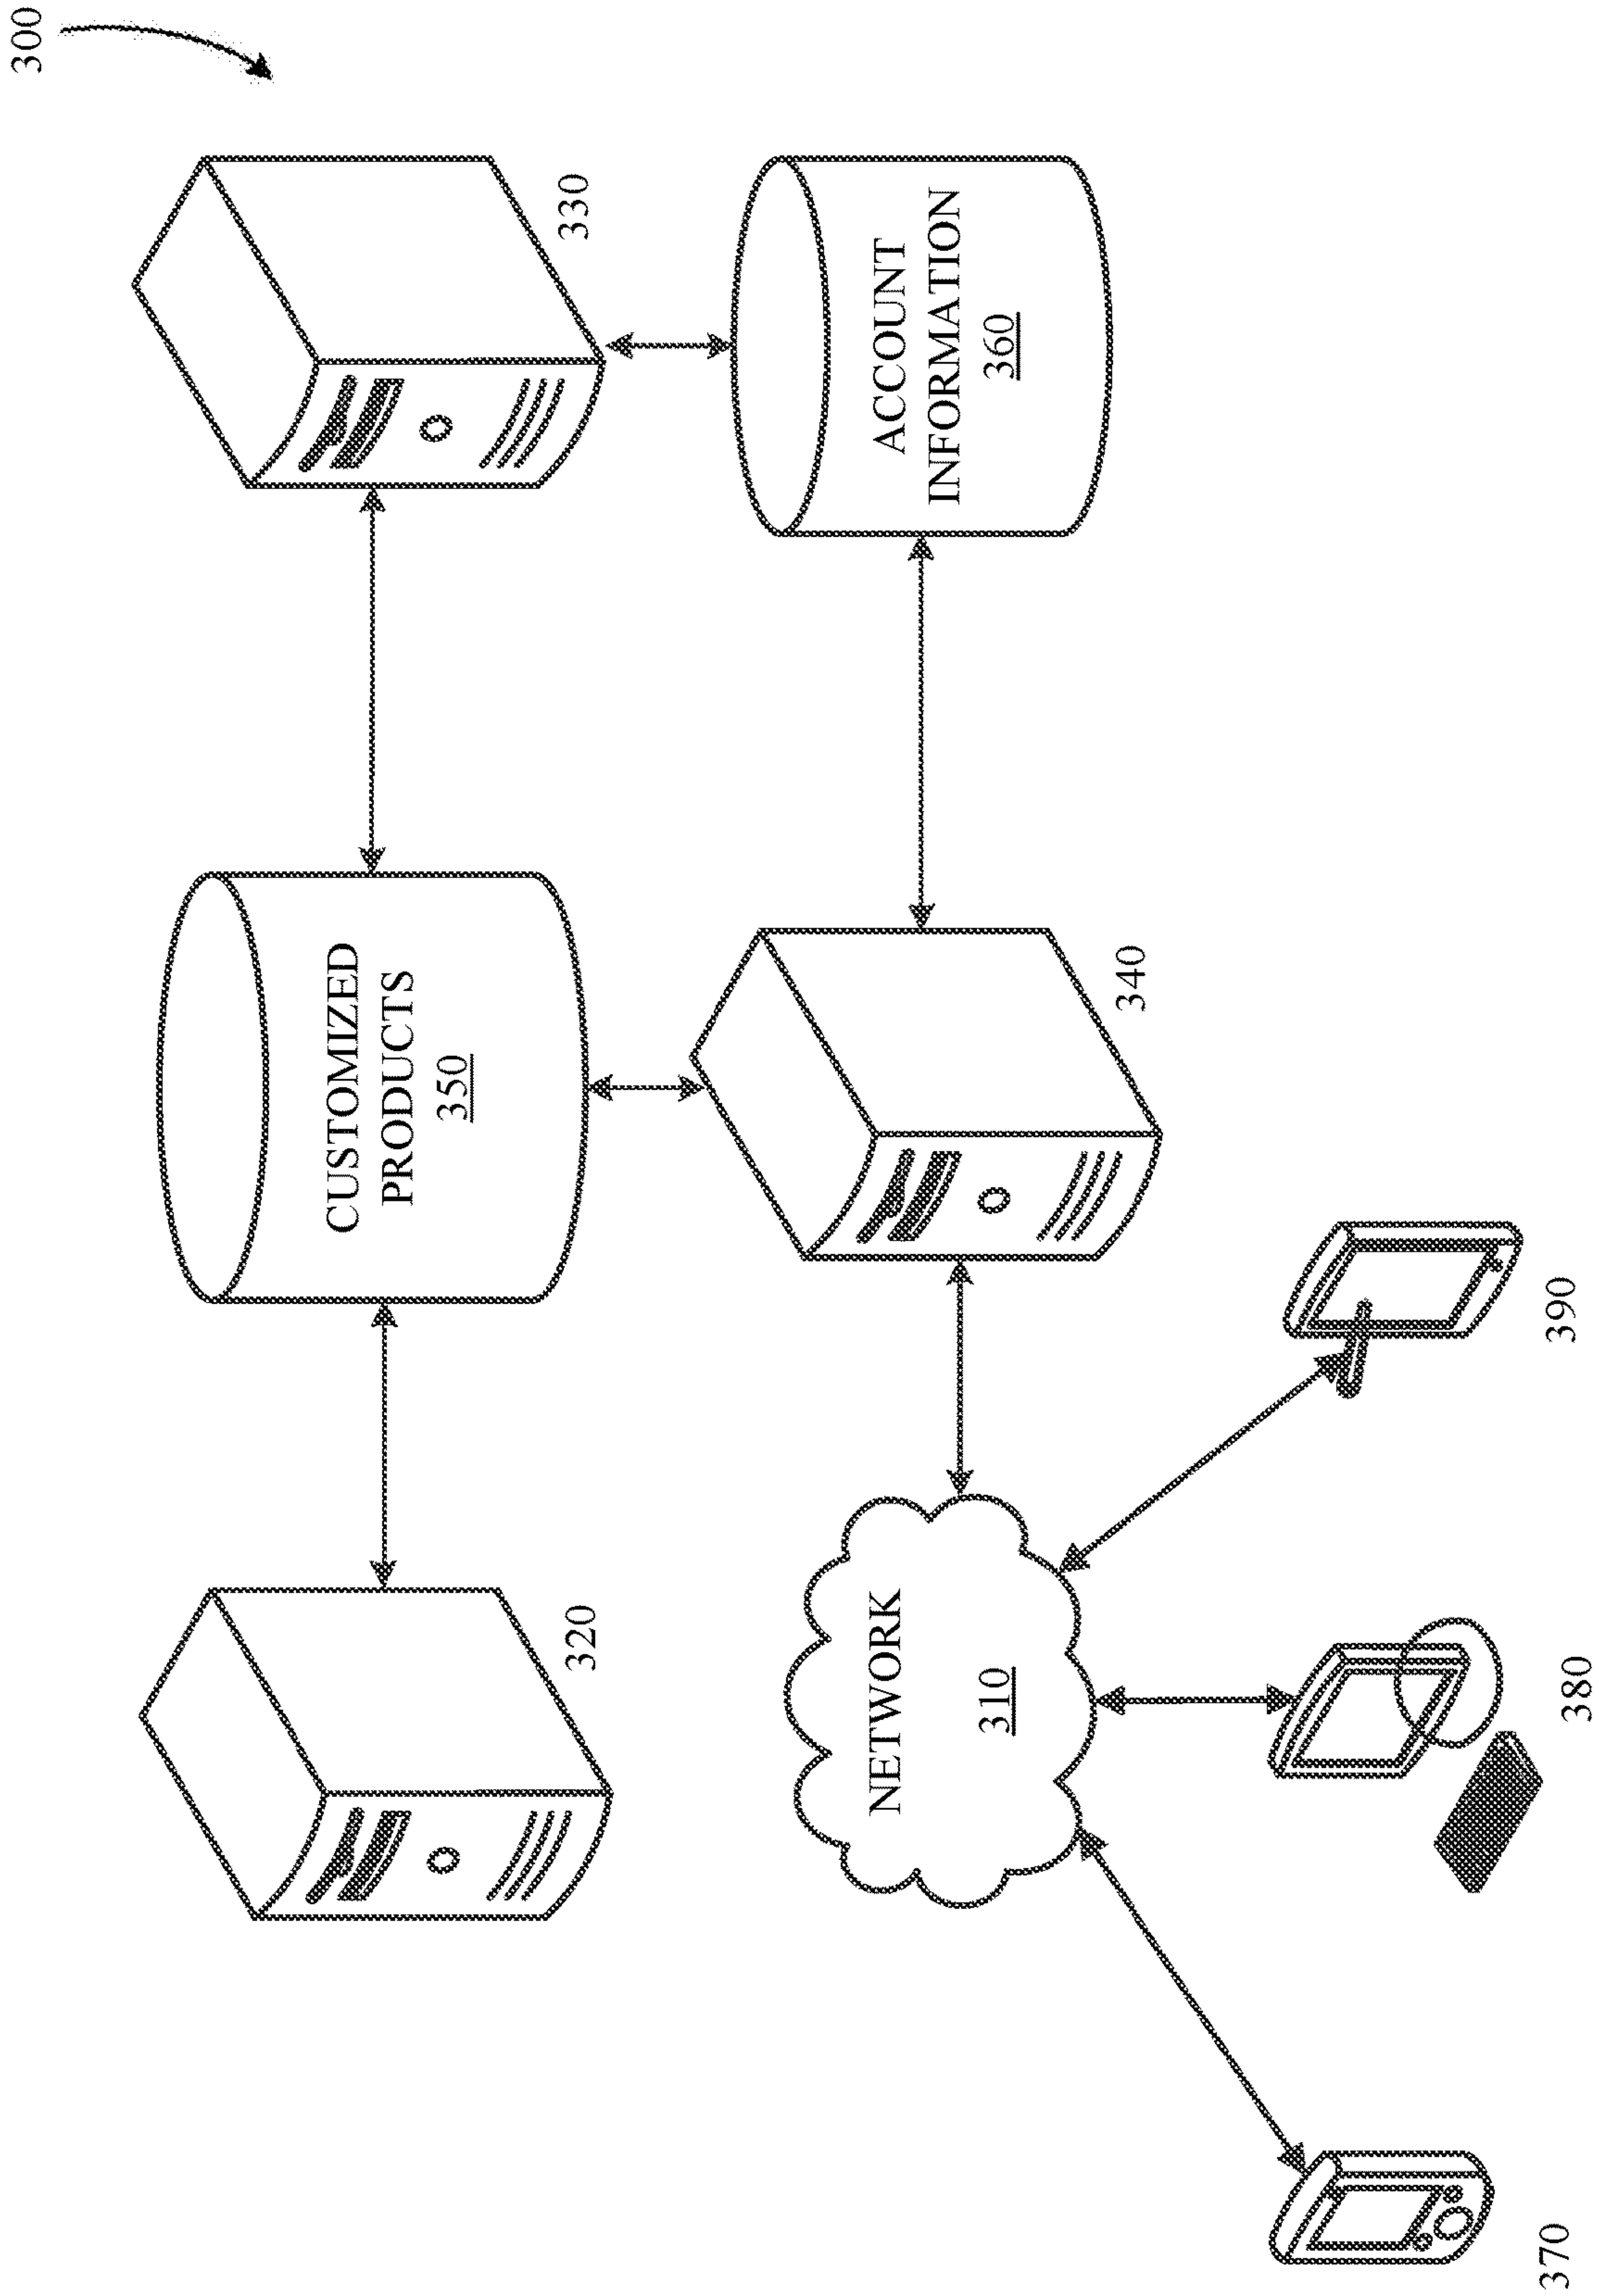 300
330
ACCOUNT
INFORMATION
360
CUSTOMIZED
PRODUCTS
350
340
320
NETWORK
310
390
380
370